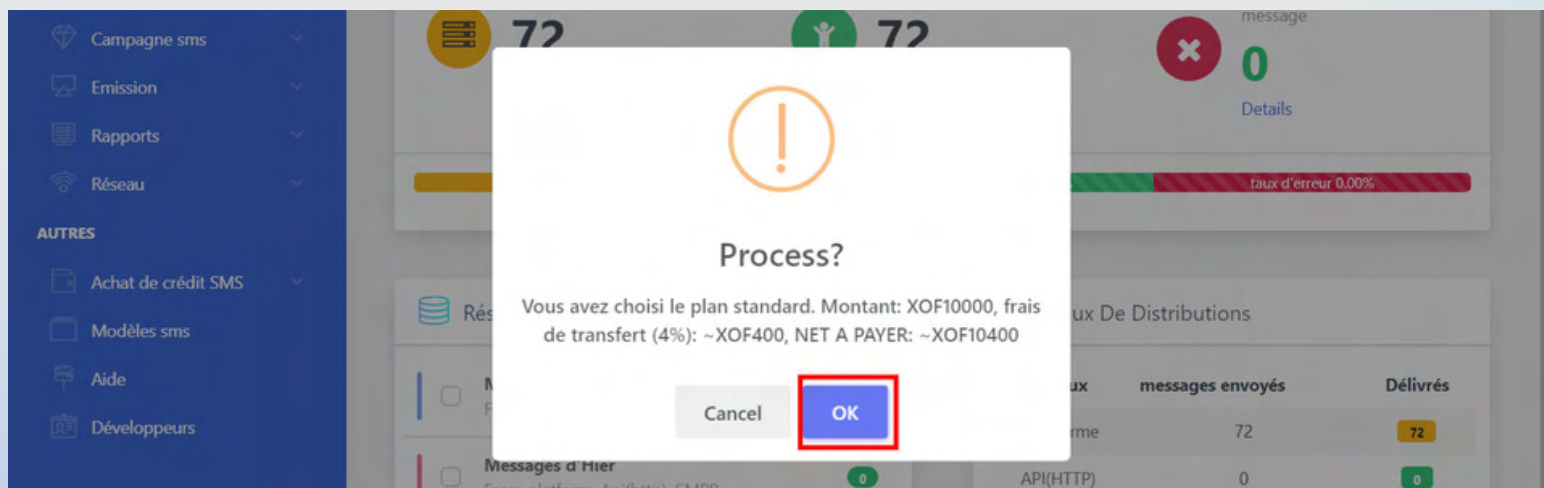 Campagne sms
Emission
Rapports
Réseau
AUTRES
Achat de crédit SMS
Modèles sms
Aide
Développeurs
72
72
message
0
Details
taux d'erreur 0.00%
Process?
Vous avez choisi le plan standard. Montant: XOF10000, frais
de transfert (4%): ~XOF400, NET A PAYER: ~XOF10400
Cancel
OK
Rés
ux De Distributions
ux messages envoyés Délivrés
rme 72 72
Messages d'Hier
0
API(HTTP) 0 0